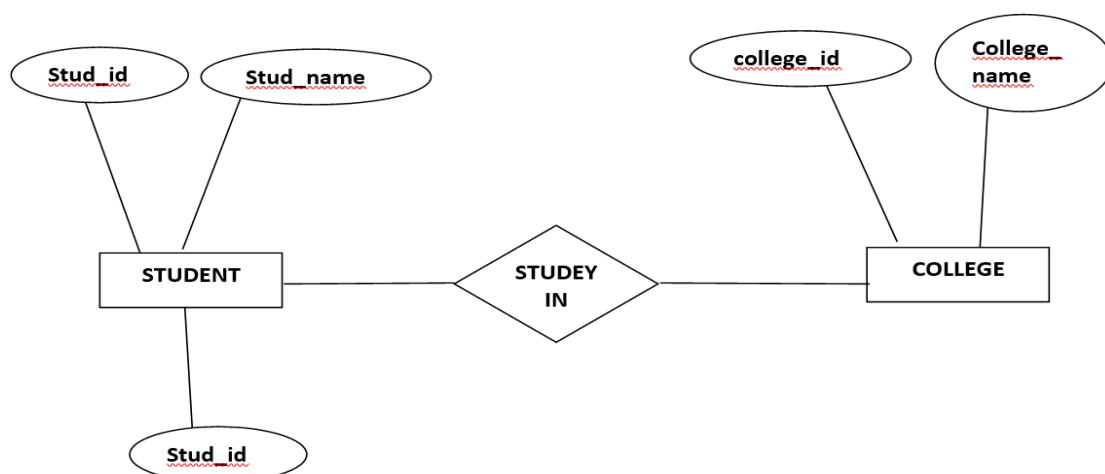 Stud_id
Stud_name
college_id
College_
name
STUDENT
STUDEY
IN
COLLEGE
Stud_id